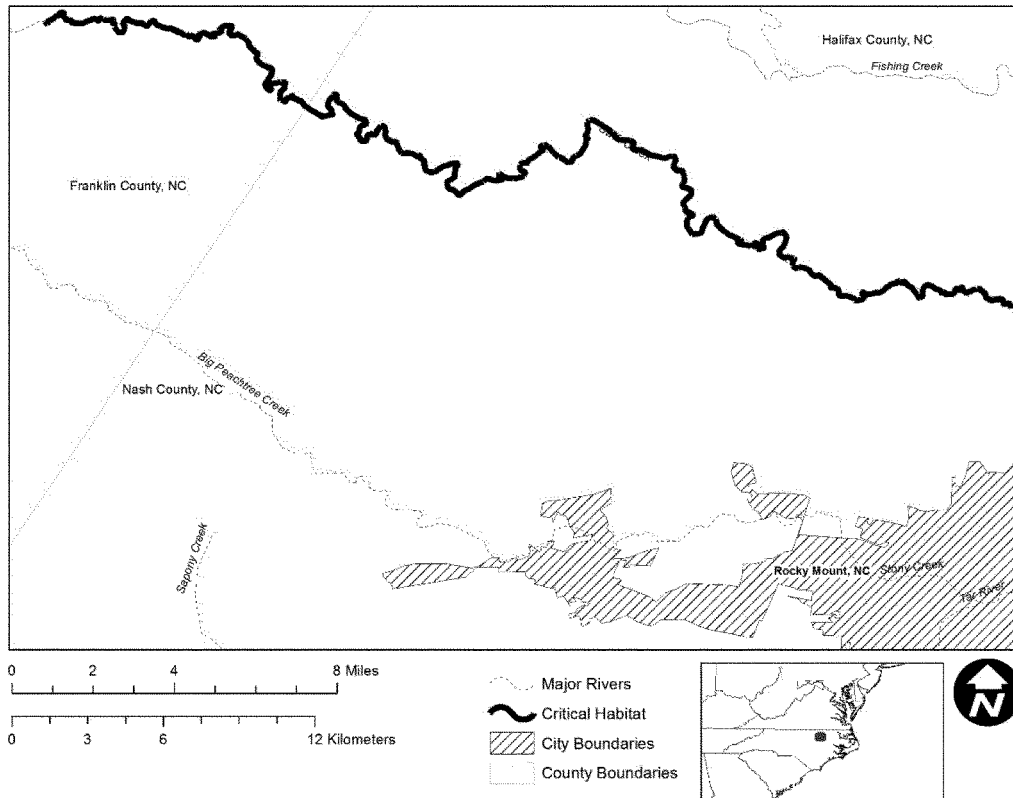 Halifax County, NC
Fishing Creek
Franklin County, NC
Big Peachtree Creek
Nash County, NC
Sapony Creek
Rocky Mount, NC
Stony Creek
Tar River
0 2 4 8 Miles
0 3 6 12 Kilometers
Major Rivers
Critical Habitat
City Boundaries
County Boundaries
N